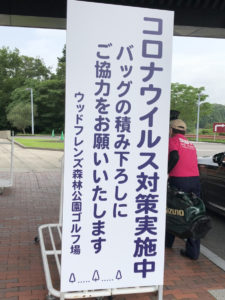 コロナウイルス対策実施中
バッグの積み下ろしに
ご協力をお願いいたします
ウッドフレンズ森林公園ゴルフ場
MIZUNO